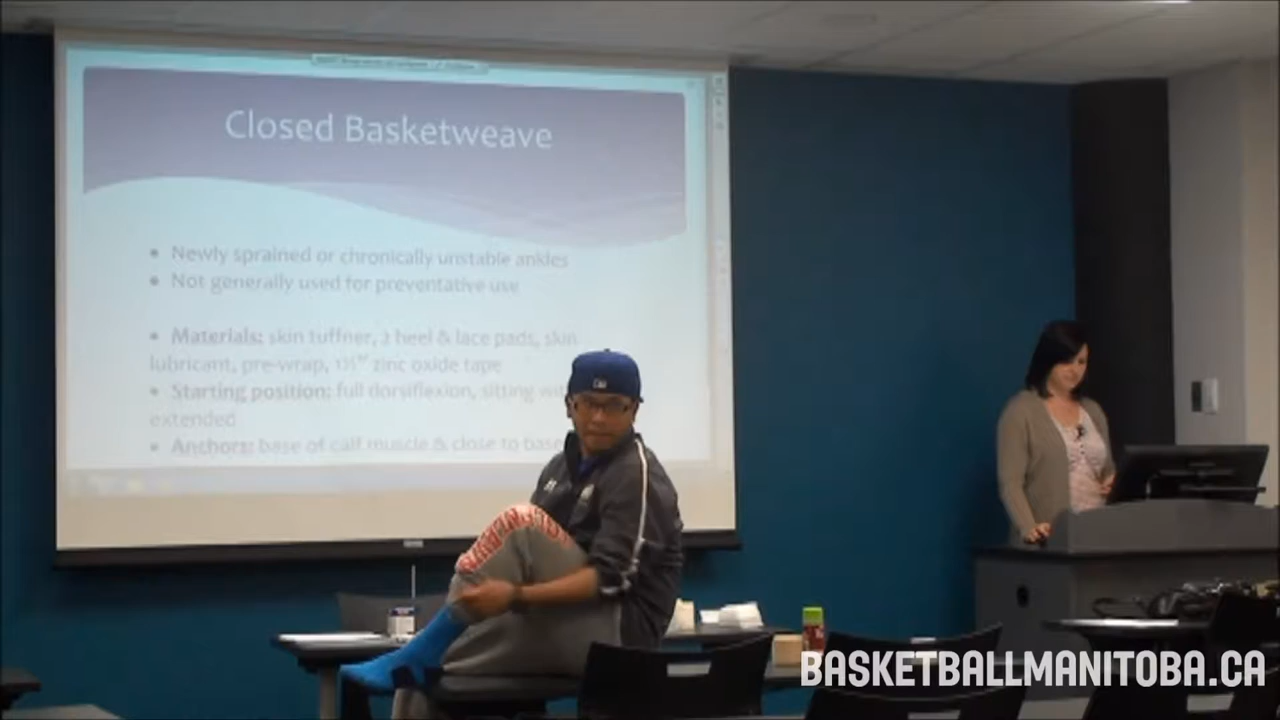 Closed Basketweave
• Newly sprained or chronically unstable ankles
• Not generally used for preventative use
• Materials: skin tuffner, 2 heel & lace pads, skin
lubricant, pre-wrap, 1½" zinc oxide tape
• Starting position: full dorsiflexion, sitting
extended
• Anchors: base of calf muscle & close to
BASKETBALLMANITOBA.CA